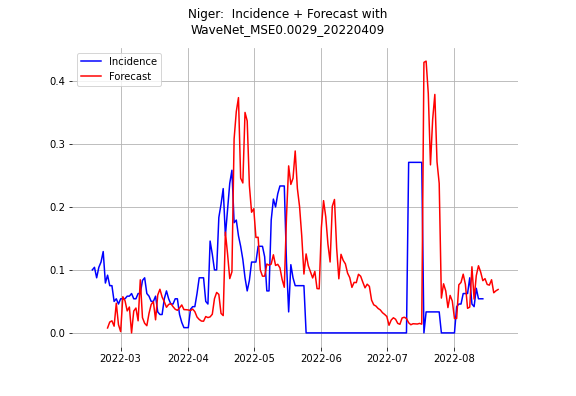 Niger:  Incidence + Forecast with
WaveNet_MSE0.0029_20220409
Incidence
Forecast
0.4
0.3
0.2
0.1
0.0
2022-03 2022-04 2022-05 2022-06 2022-07 2022-08